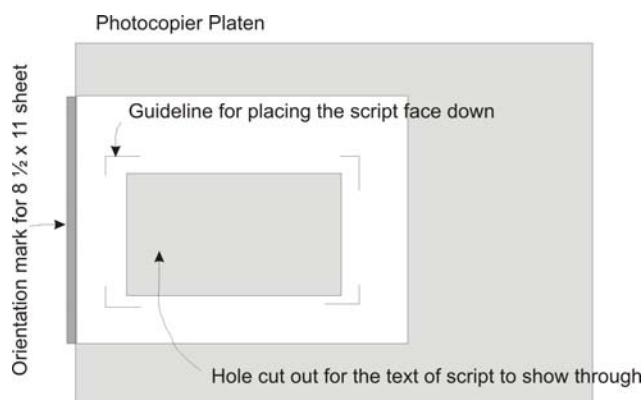 Photocopier Platen
Orientation mark for 8 ½ x 11 sheet
Guideline for placing the script face down
Hole cut out for the text of script to show through